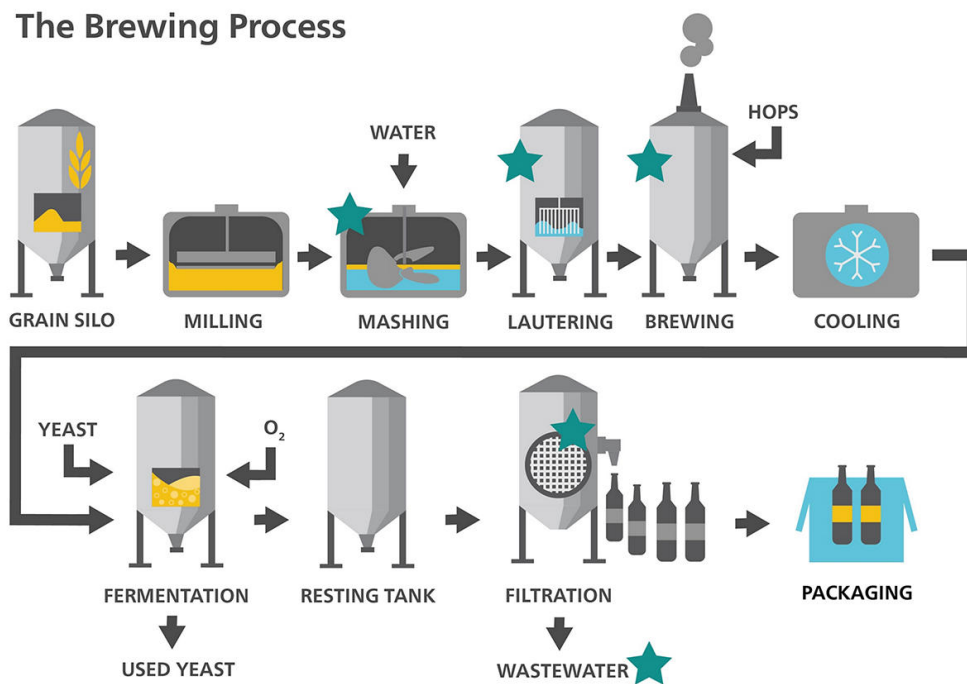 The Brewing Process
WATER
HOPS
GRAIN SILO
MILLING
MASHING
LAUTERING
BREWING
COOLING
YEAST
O₂
FERMENTATION
RESTING TANK
FILTRATION
PACKAGING
USED YEAST
WASTEWATER